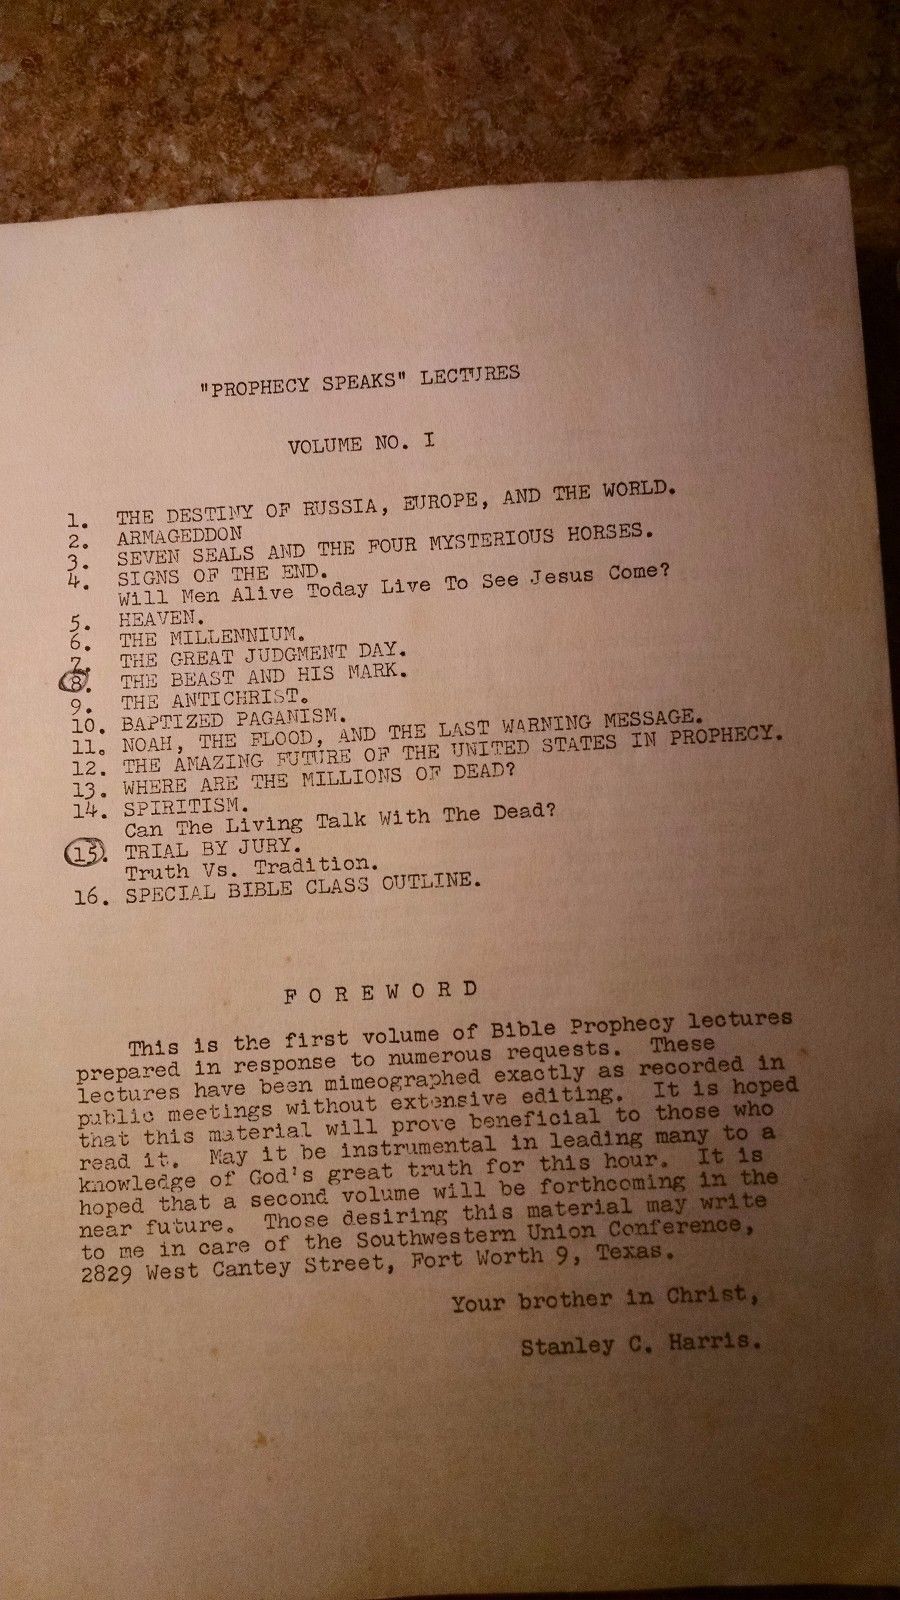 "PROPHECY SPEAKS" LECTURES
VOLUME NO. I
1. THE DESTINY OF RUSSIA, EUROPE, AND THE WORLD.
2. ARMAGEDDON
3. SEVEN SEALS AND THE FOUR MYSTERIOUS HORSES.
4. SIGNS OF THE END.
Will Men Alive Today Live To See Jesus Come?
5. HEAVEN.
6. THE MILLENNIUM.
7. THE GREAT JUDGMENT DAY.
8. THE BEAST AND HIS MARK.
9. THE ANTICHRIST.
10. BAPTIZED PAGANISM.
11. NOAH, THE FLOOD, AND THE LAST WARNING MESSAGE.
12. THE AMAZING FUTURE OF THE UNITED STATES IN PROPHECY.
13. WHERE ARE THE MILLIONS OF DEAD?
14. SPIRITISM.
Can The Living Talk With The Dead?
15. TRIAL BY JURY.
Truth Vs. Tradition.
16. SPECIAL BIBLE CLASS OUTLINE.
F O R E W O R D
This is the first volume of Bible Prophecy lectures
prepared in response to numerous requests. These
lectures have been mimeographed exactly as recorded in
public meetings without extensive editing. It is hoped
that this material will prove beneficial to those who
read it. May it be instrumental in leading many to a
knowledge of God's great truth for this hour. It is
hoped that a second volume will be forthcoming in the
near future. Those desiring this material may write
to me in care of the Southwestern Union Conference,
2829 West Cantey Street, Fort Worth 9, Texas.
Your brother in Christ,
Stanley C. Harris.